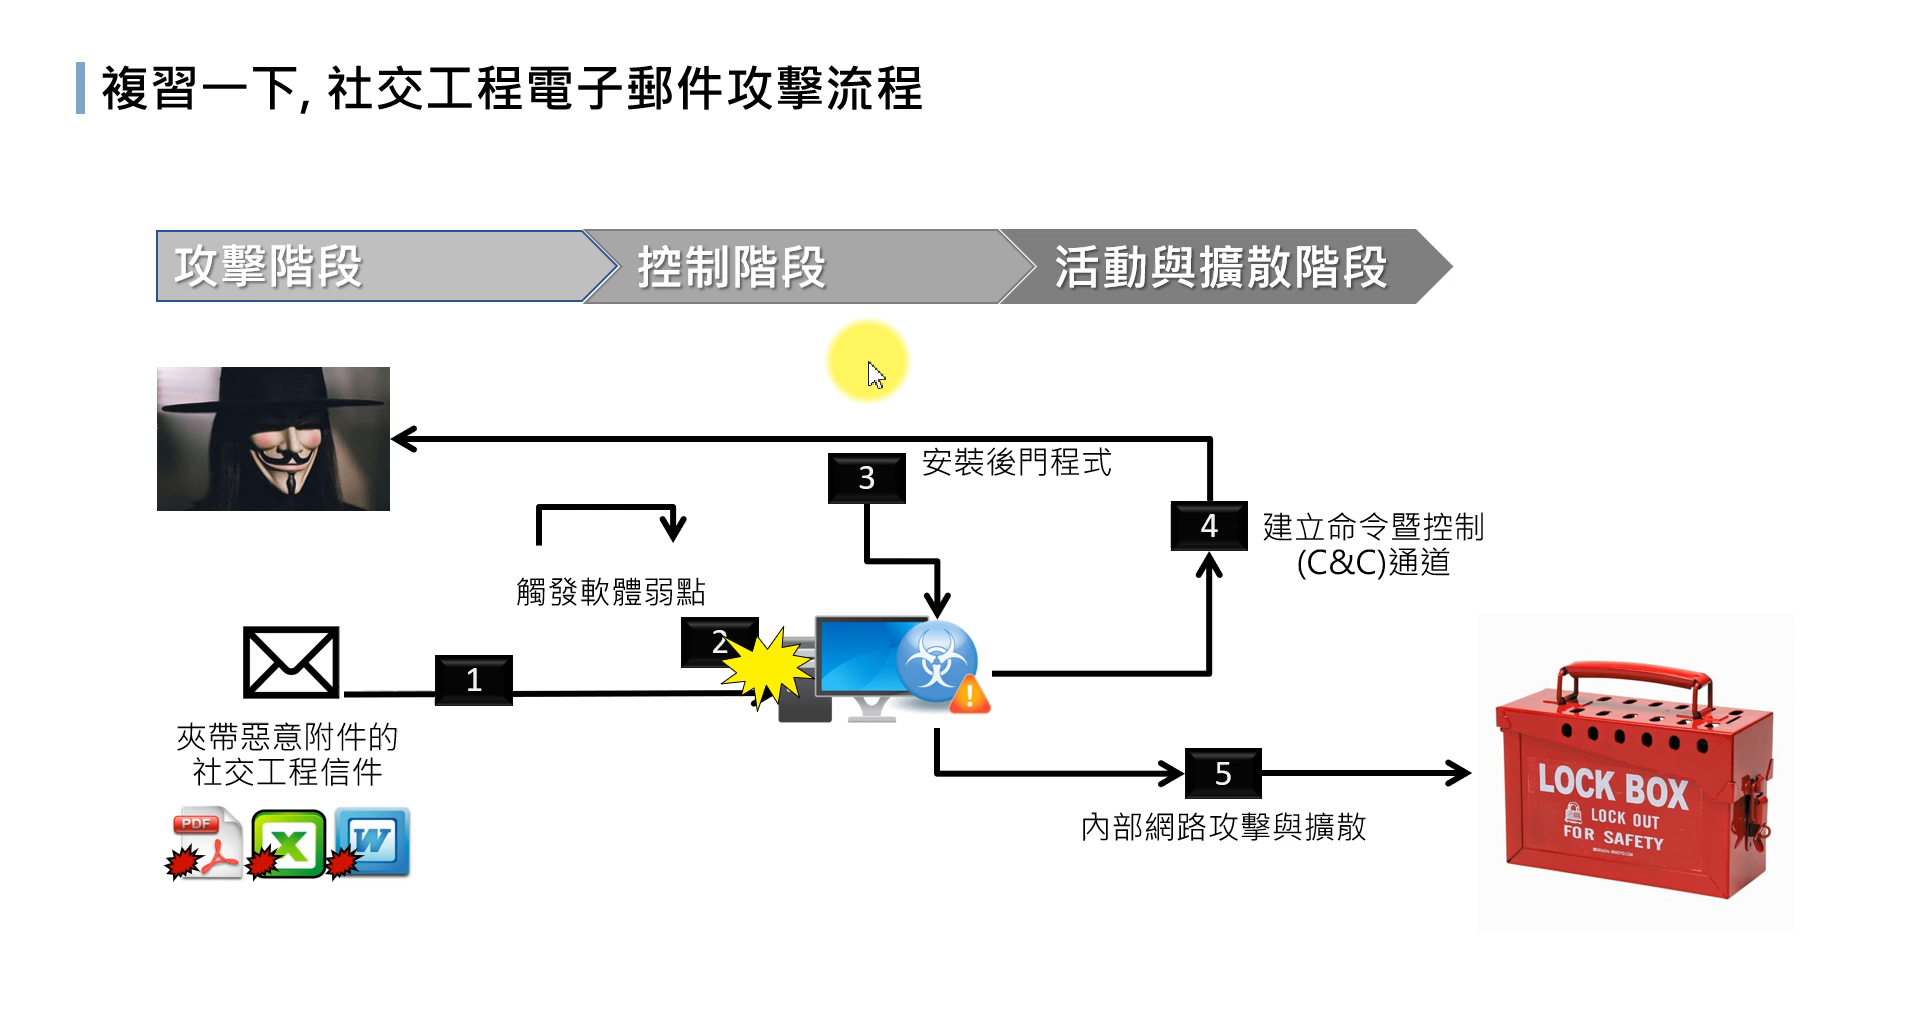 複習一下, 社交工程電子郵件攻擊流程
攻擊階段
控制階段
活動與擴散階段
3
安裝後門程式
4
建立命令暨控制
(C&C)通道
觸發軟體弱點
2
1
夾帶惡意附件的
社交工程信件
PDF
X
W
5
內部網路攻擊與擴散
LOCK BOX
LOCK OUT
FOR SAFETY